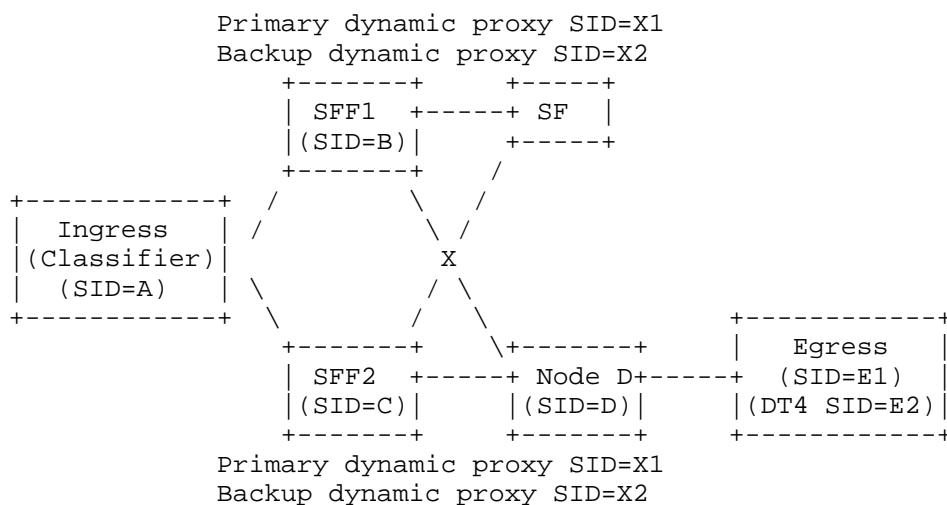 Primary dynamic proxy SID=X1
Backup dynamic proxy SID=X2
SFF1 SF
(SID=B)
Ingress
(Classifier)
(SID=A)
X
SFF2 Node D Egress
(SID=C) (SID=D) (SID=E1)
(DT4 SID=E2)
Primary dynamic proxy SID=X1
Backup dynamic proxy SID=X2